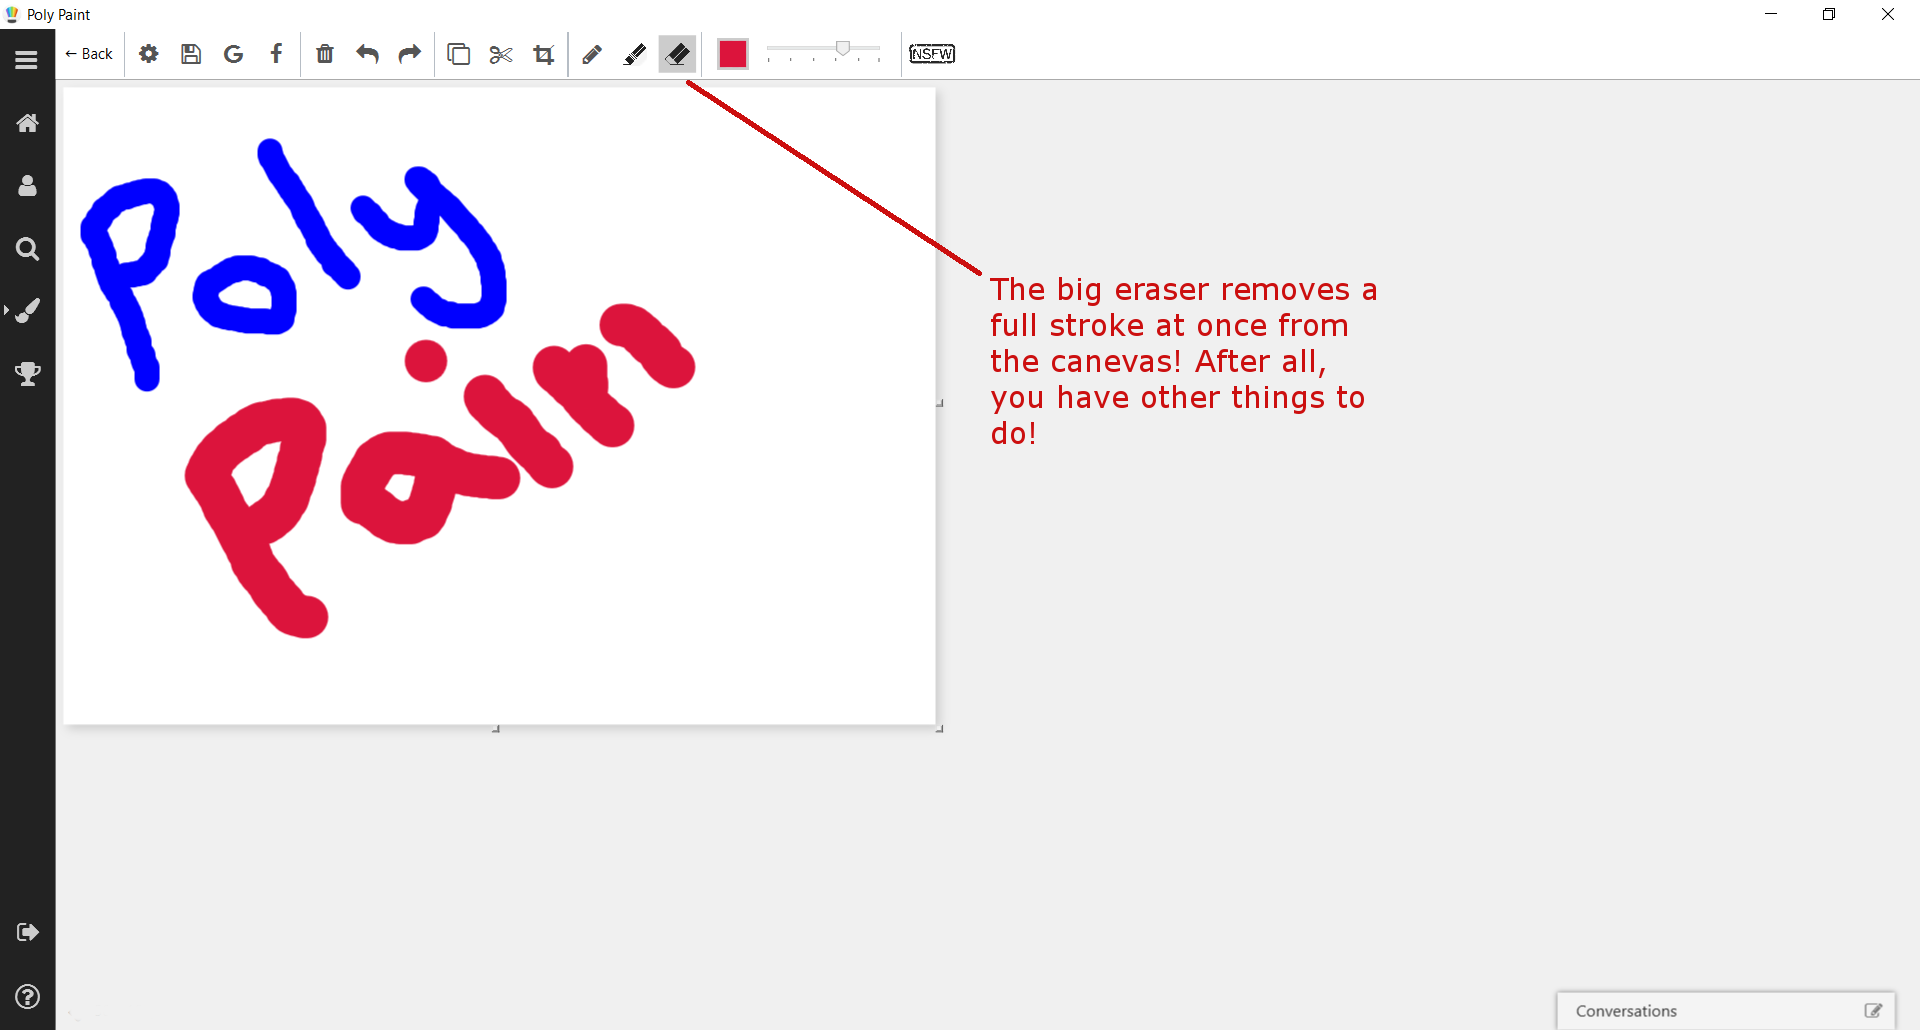 Poly Paint
← Back
G
f
NSFW
Poly
Pain
The big eraser removes a
full stroke at once from
the canevas! After all,
you have other things to
do!
Conversations